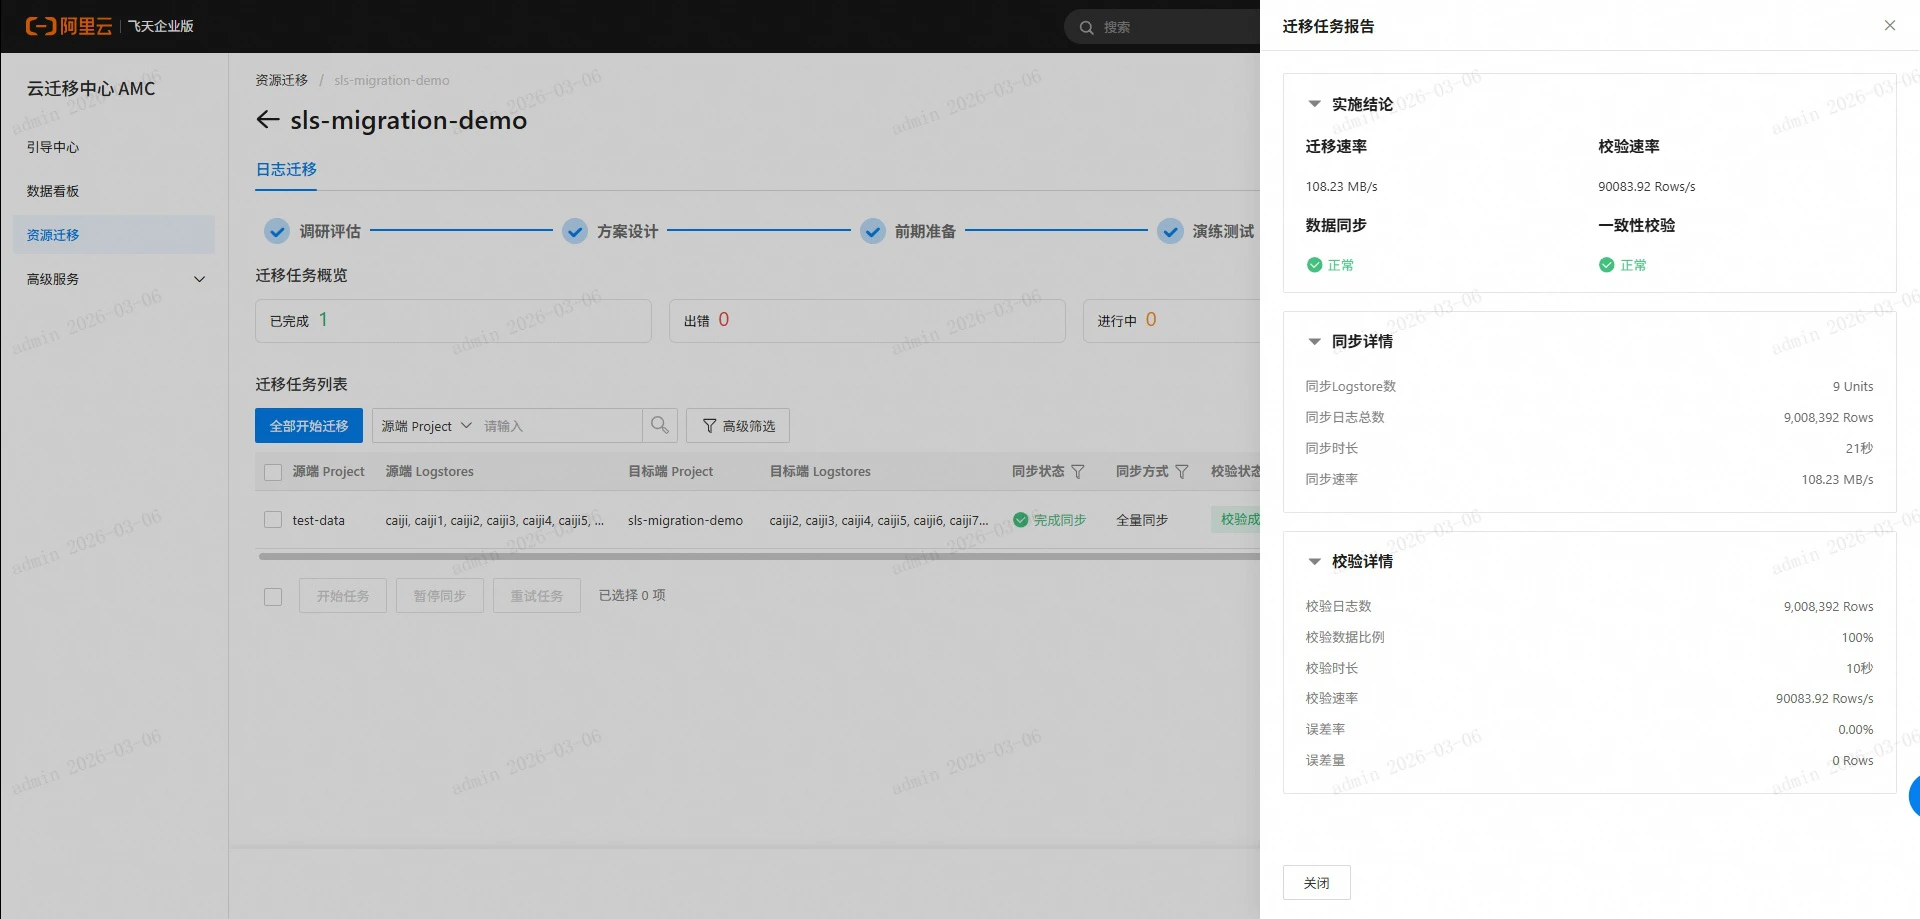 阿里云 | 飞天企业版
搜索
云迁移中心 AMC
引导中心
数据看板
资源迁移
高级服务
资源迁移 / sls-migration-demo
← sls-migration-demo
日志迁移
调研评估 方案设计 前期准备 演练测试
迁移任务概览
已完成 1 出错 0 进行中 0
迁移任务列表
全部开始迁移 源端 Project 请输入 高级筛选
源端 Project 源端 Logstores 目标端 Project 目标端 Logstores 同步状态 同步方式 校验状态
test-data caiji, caiji1, caiji2, caiji3, caiji4, caiji5, ... sls-migration-demo caiji2, caiji3, caiji4, caiji5, caiji6, caiji7... 完成同步 全量同步 校验成
开始任务 暂停同步 重试任务 已选择 0 项
迁移任务报告
实施结论
迁移速率 校验速率
108.23 MB/s 90083.92 Rows/s
数据同步 一致性校验
正常 正常
同步详情
同步Logstore数 9 Units
同步日志总数 9,008,392 Rows
同步时长 21秒
同步速率 108.23 MB/s
校验详情
校验日志数 9,008,392 Rows
校验数据比例 100%
校验时长 10秒
校验速率 90083.92 Rows/s
误差率 0.00%
误差量 0 Rows
关闭
admin 2026-03-06